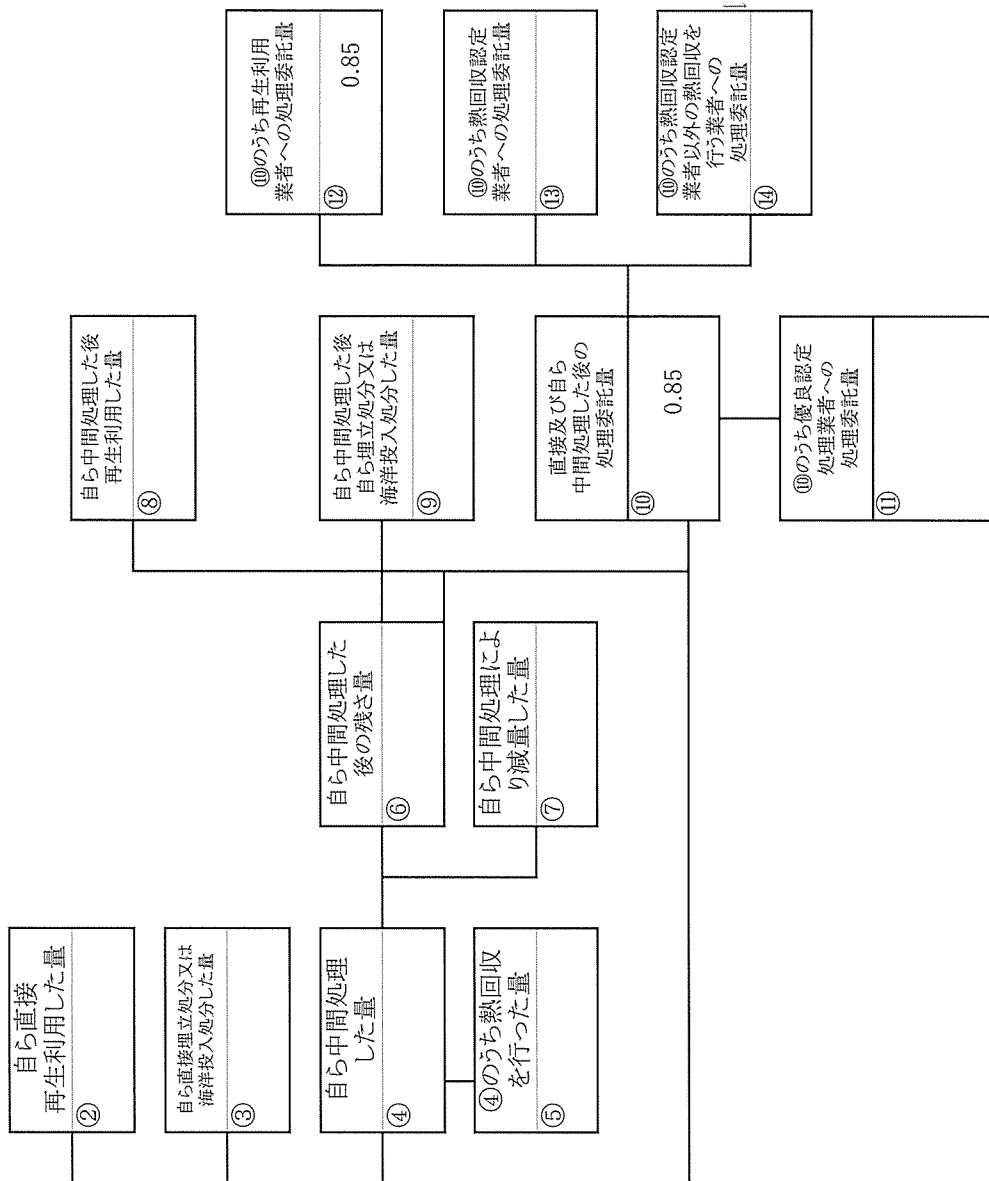 自ら直接
再生利用した量
②
自ら直接埋立処分又は
海洋投入処分した量
③
自ら中間処理
した量
④
④のうち熱回収
を行った量
⑤
自ら中間処理した
後の残さ量
⑥
自ら中間処理によ
り減量した量
⑦
自ら中間処理した後
再生利用した量
⑧
自ら中間処理した後
自ら埋立処分又は
海洋投入処分した量
⑨
直接及び自ら
中間処理した後の
処理委託量
⑩
0.85
⑩のうち優良認定
処理業者への
処理委託量
⑪
⑩のうち再生利用
業者への処理委託量
⑫
0.85
⑩のうち熱回収認定
業者への処理委託量
⑬
⑩のうち熱回収認定
業者以外の熱回収を
行う業者への
処理委託量
⑭